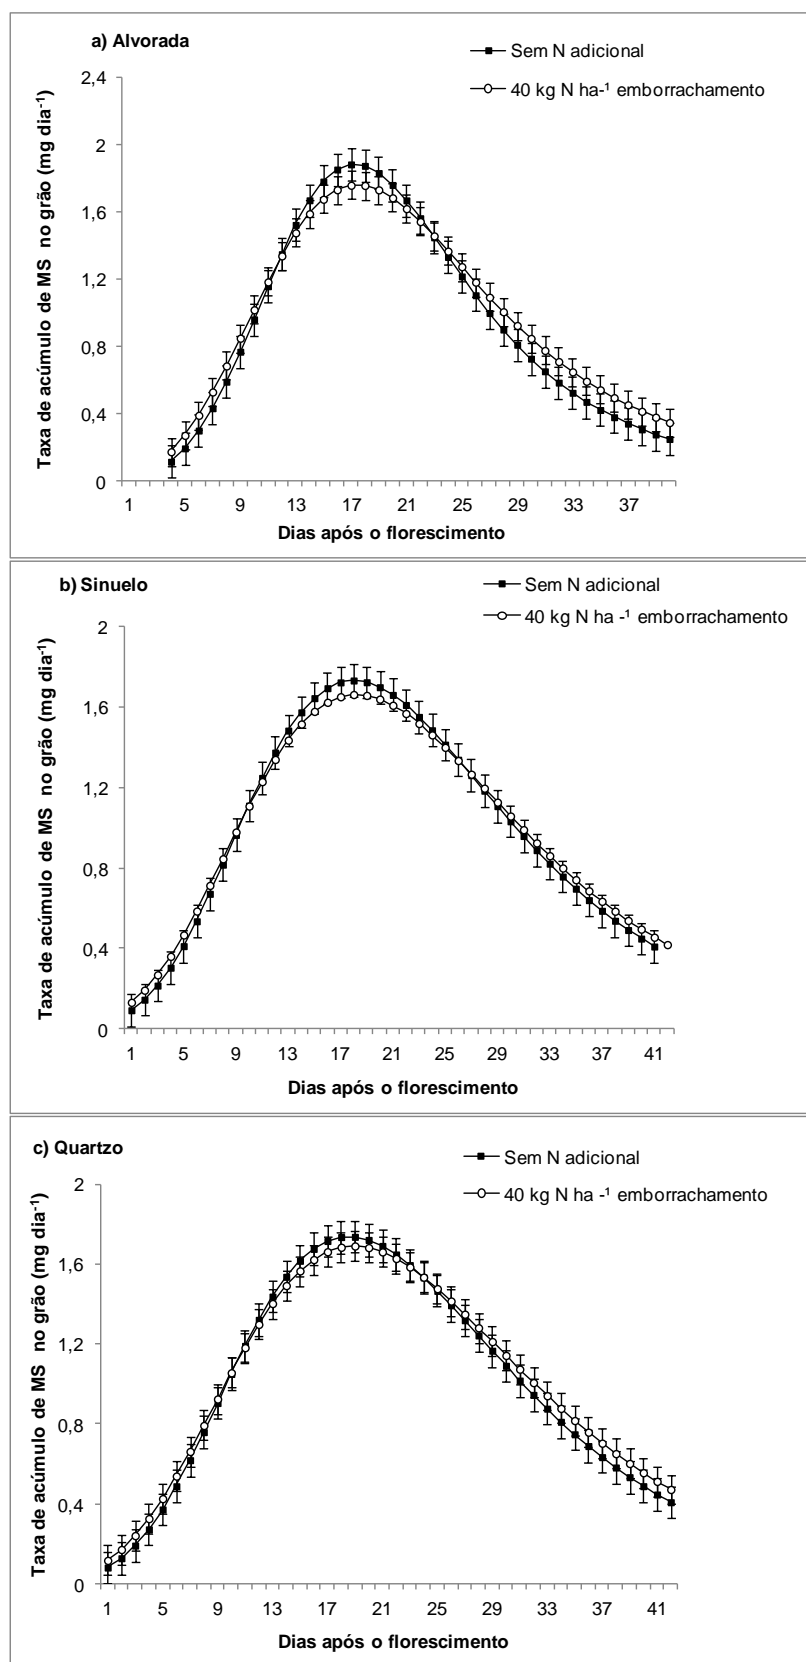 a) Alvorada
Sem N adicional
40 kg N ha-¹ emborrachamento
Taxa de acúmulo de MS no grão (mg dia⁻¹)
2,4
2
1,6
1,2
0,8
0,4
0
1 5 9 13 17 21 25 29 33 37
Dias após o florescimento
b) Sinuelo
Sem N adicional
40 kg N ha -¹ emborrachamento
Taxa de acúmulo de MS no grão (mg dia⁻¹)
2
1,6
1,2
0,8
0,4
0
1 5 9 13 17 21 25 29 33 37 41
Dias após o florescimento
c) Quartzo
Sem N adicional
40 kg N ha -¹ emborrachamento
Taxa de acúmulo de MS no grão (mg dia⁻¹)
2
1,6
1,2
0,8
0,4
0
1 5 9 13 17 21 25 29 33 37 41
Dias após o florescimento